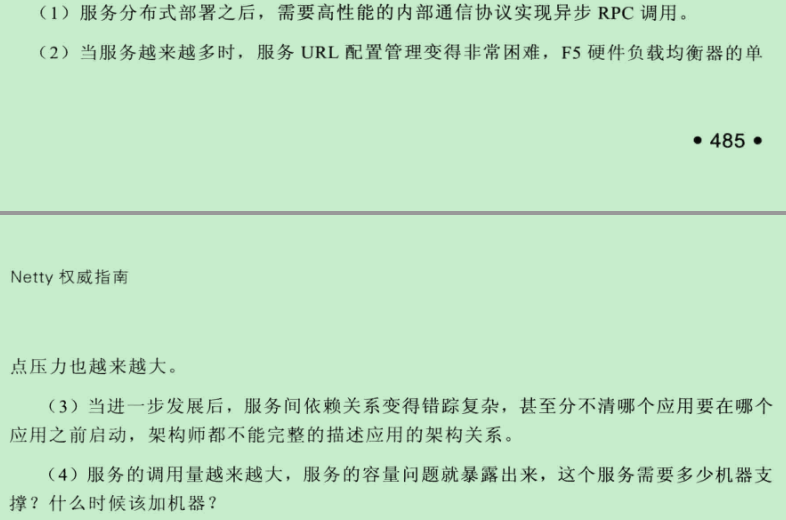 （1）服务分布式部署之后，需要高性能的内部通信协议实现异步 RPC 调用。
（2）当服务越来越多时，服务 URL 配置管理变得非常困难，F5 硬件负载均衡器的单
• 485 •
Netty 权威指南
点压力也越来越大。
（3）当进一步发展后，服务间依赖关系变得错踪复杂，甚至分不清哪个应用要在哪个
应用之前启动，架构师都不能完整的描述应用的架构关系。
（4）服务的调用量越来越大，服务的容量问题就暴露出来，这个服务需要多少机器支
撑？什么时候该加机器？